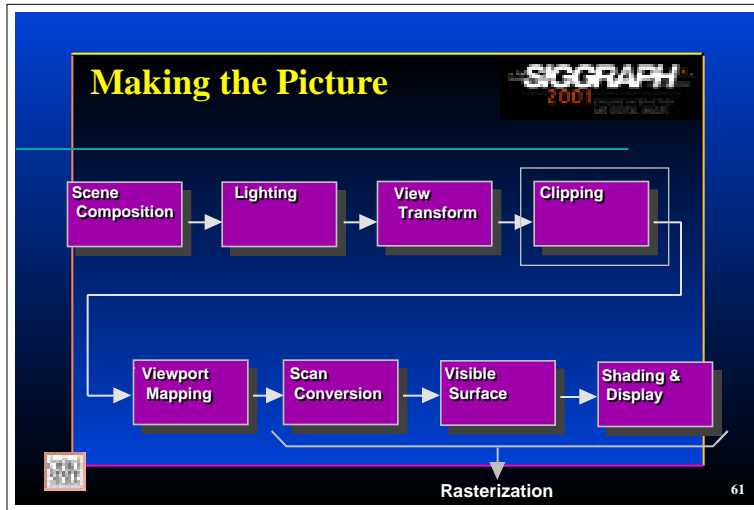 Making the Picture
SIGGRAPH
2001
Scene
Composition
Lighting
View
Transform
Clipping
Viewport
Mapping
Scan
Conversion
Visible
Surface
Shading &
Display
Rasterization
61